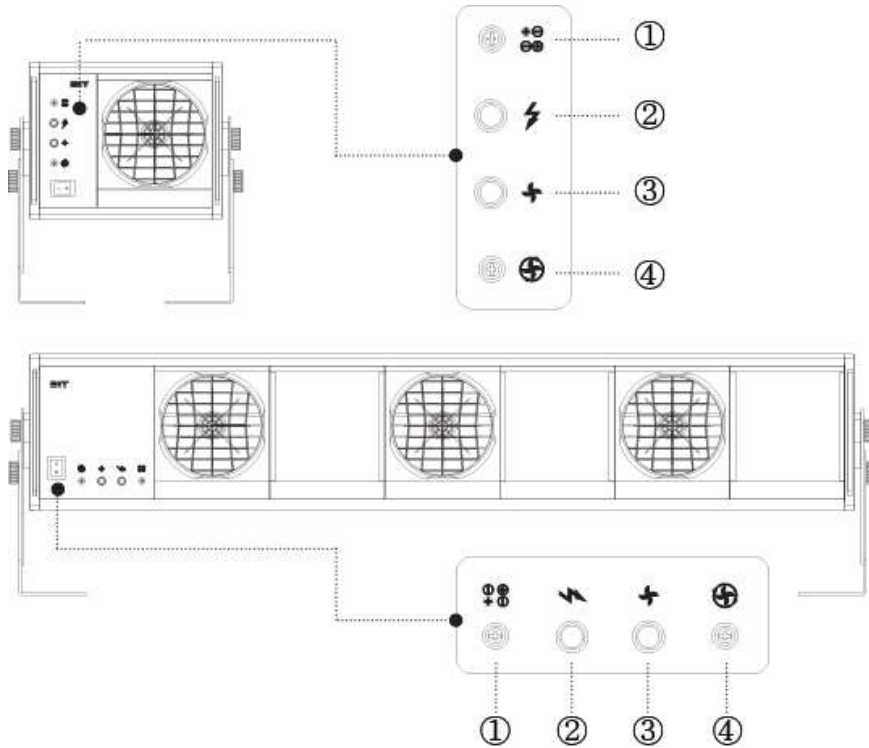 ①
②
③
④
① ② ③ ④